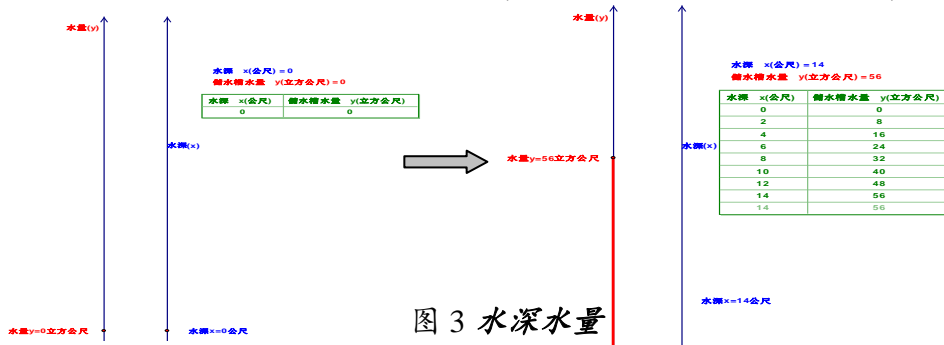 水量(y)
水深 x(公尺)=0
儲水槽水量 y(立方公尺)=0
水深 x(公尺) 儲水槽水量 y(立方公尺)
0 0
水深(x)
水量y=0立方公尺
水深x=0公尺
水量(y)
水深 x(公尺)=14
儲水槽水量 y(立方公尺)=56
水深 x(公尺) 儲水槽水量 y(立方公尺)
0 0
2 8
4 16
6 24
8 32
10 40
12 48
14 56
14 56
水深(x)
水量y=56立方公尺
水深x=14公尺
图 3 水深水量